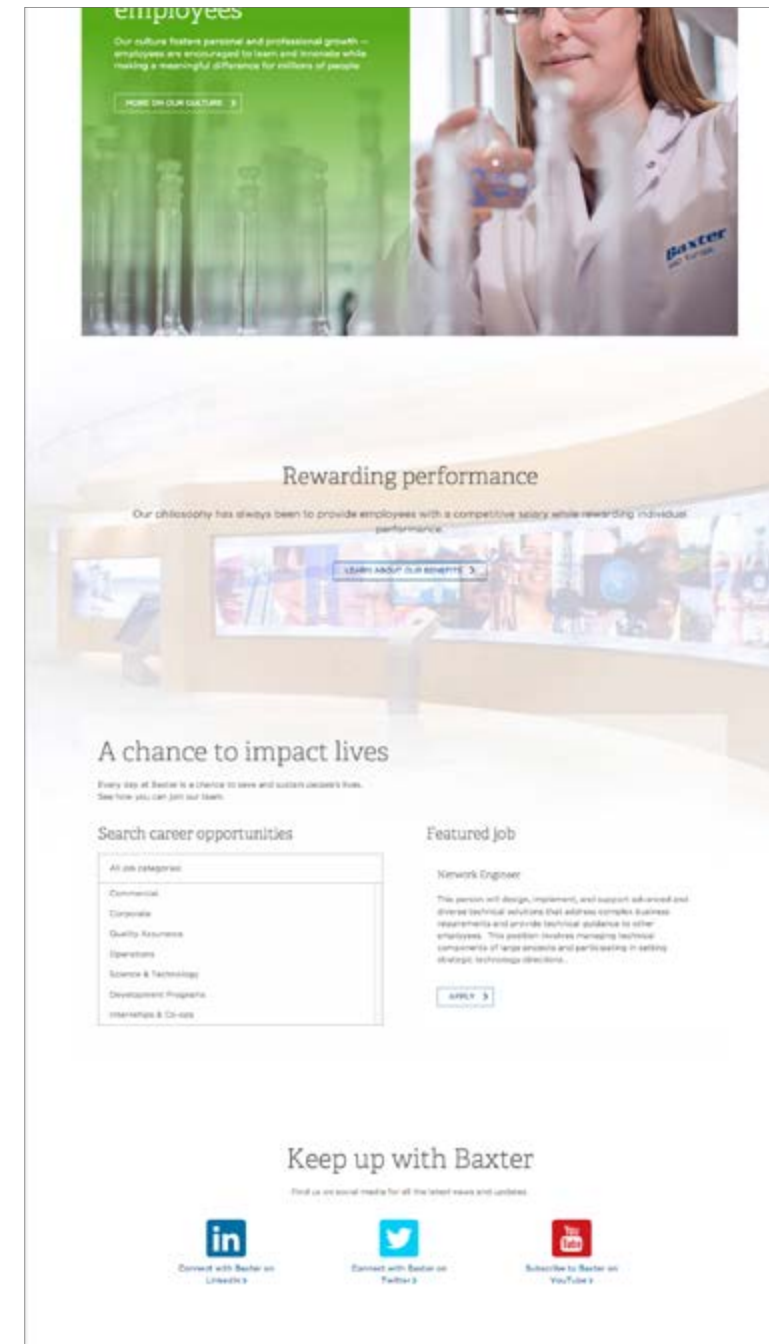 employees
Our culture fosters personal and professional growth —
employees are encouraged to learn and innovate while
making a meaningful difference for millions of people
MORE ON OUR CULTURE >
Baxter
Rewarding performance
Our philosophy has always been to provide employees with a competitive salary while rewarding individual
performance.
LEARN ABOUT OUR BENEFITS >
A chance to impact lives
Every day at Baxter is a chance to save and sustain people's lives.
See how you can join our team.
Search career opportunities
All job categories
Commercial
Corporate
Quality Assurance
Operations
Science & Technology
Development Programs
Internships & Co-ops
Featured job
Network Engineer
This person will design, implement, and support advanced and
diverse technical solutions that address complex business
requirements and provide technical guidance to other
employees. This position involves managing technical
components of large projects and participating in setting
strategic technology directions.
APPLY >
Keep up with Baxter
Find us on social media for all the latest news and updates.
in
You
Tube
Connect with Baxter on
LinkedIn >
Connect with Baxter on
Twitter >
Subscribe to Baxter on
YouTube >